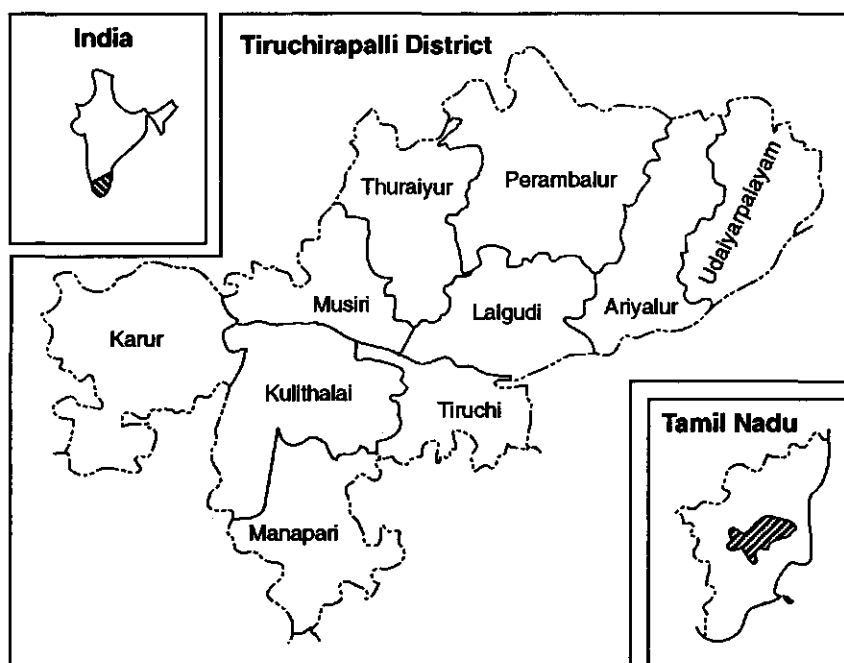 India
Tiruchirapalli District
Thuraiyur
Perambalur
Udaiyarpalayam
Musiri
Lalgudi
Ariyalur
Karur
Kulithalai
Tiruchi
Manapari
Tamil Nadu